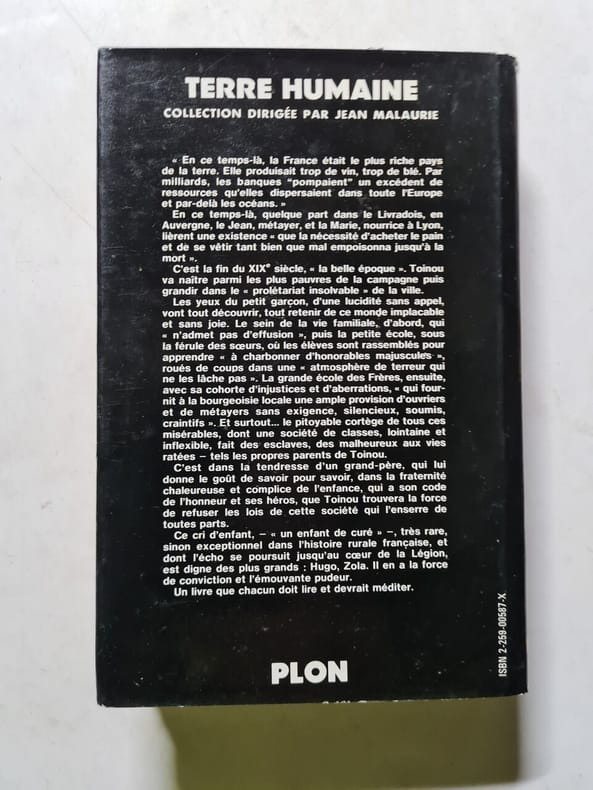 TERRE HUMAINE
COLLECTION DIRIGÉE PAR JEAN MALAURIE
« En ce temps-là, la France était le plus riche pays
de la terre. Elle produisait trop de vin, trop de blé. Par
milliards, les banques "pompaient" un excédent de
ressources qu'elles dispersaient dans toute l'Europe
et par-delà les océans. »
En ce temps-là, quelque part dans le Livradois, en
Auvergne, le Jean, métayer, et la Marie, nourrice à Lyon,
lièrent une existence « que la nécessité d'acheter le pain
et de se vêtir tant bien que mal empoisonna jusqu'à la
mort ».
C'est la fin du XIXe siècle, « la belle époque ». Toinou
va naître parmi les plus pauvres de la campagne puis
grandir dans le « prolétariat insolvable » de la ville.
Les yeux du petit garçon, d'une lucidité sans appel,
vont tout découvrir, tout retenir de ce monde implacable
et sans joie. Le sein de la vie familiale, d'abord, qui
« n'admet pas d'effusion », puis la petite école, sous
la férule des sœurs, où les élèves sont rassemblés pour
apprendre « à charbonner d'honorables majuscules »,
roués de coups dans une « atmosphère de terreur qui
ne les lâche pas ». La grande école des Frères, ensuite,
avec sa cohorte d'injustices et d'aberrations, « qui four-
nit à la bourgeoisie locale une ample provision d'ouvriers
et de métayers sans exigence, silencieux, soumis,
craintifs ». Et surtout... le pitoyable cortège de tous ces
misérables, dont une société de classes, lointaine et
inflexible, fait des esclaves, des malheureux aux vies
ratées – tels les propres parents de Toinou.
C'est dans la tendresse d'un grand-père, qui lui
donne le goût de savoir pour savoir, dans la fraternité
chaleureuse et complice de l'enfance, qui a son code
de l'honneur et ses héros, que Toinou trouvera la force
de refuser les lois de cette société qui l'enserre de
toutes parts.
Ce cri d'enfant, – « un enfant de curé » –, très rare,
sinon exceptionnel dans l'histoire rurale française, et
dont l'écho se poursuit jusqu'au cœur de la Légion,
est digne des plus grands : Hugo, Zola. Il en a la force
de conviction et l'émouvante pudeur.
Un livre que chacun doit lire et devrait méditer.
ISBN 2-259-00587-X
PLON